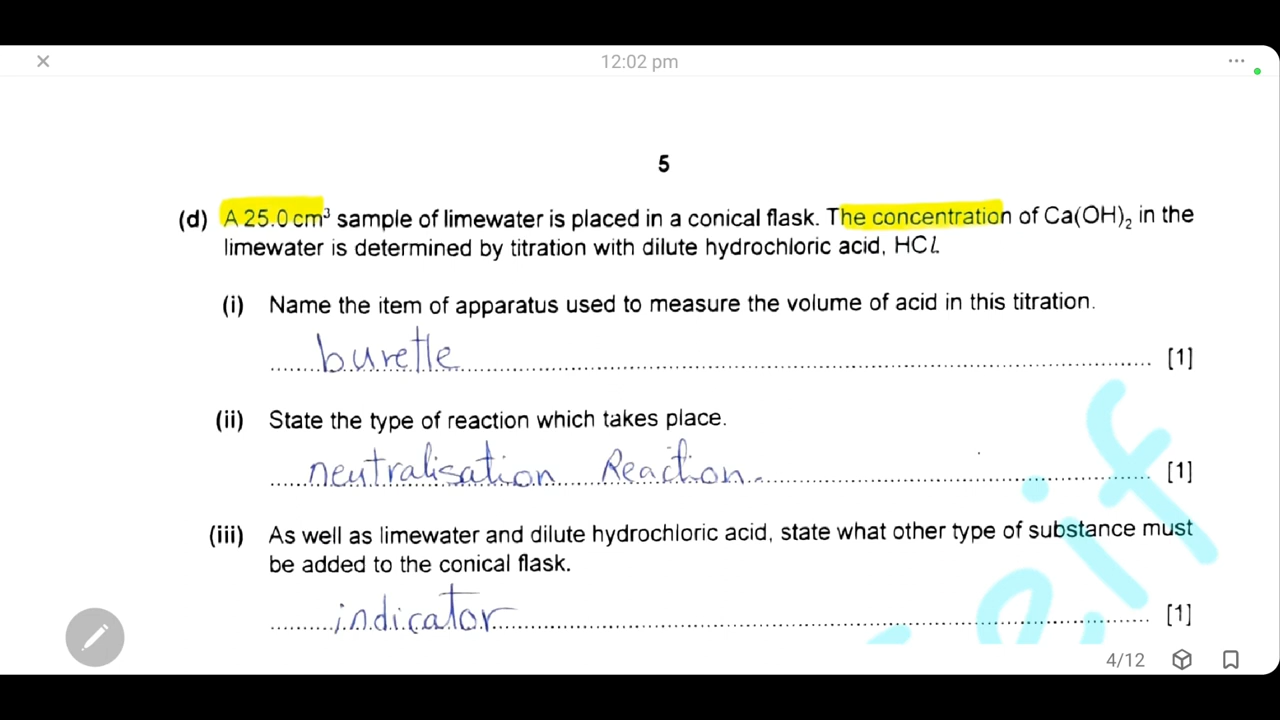 12:02 pm
5
(d) A 25.0 cm³ sample of limewater is placed in a conical flask. The concentration of Ca(OH)₂ in the
limewater is determined by titration with dilute hydrochloric acid, HCl.
(i) Name the item of apparatus used to measure the volume of acid in this titration.
burette [1]
(ii) State the type of reaction which takes place.
neutralisation Reaction. [1]
(iii) As well as limewater and dilute hydrochloric acid, state what other type of substance must
be added to the conical flask.
indicator [1]
4/12